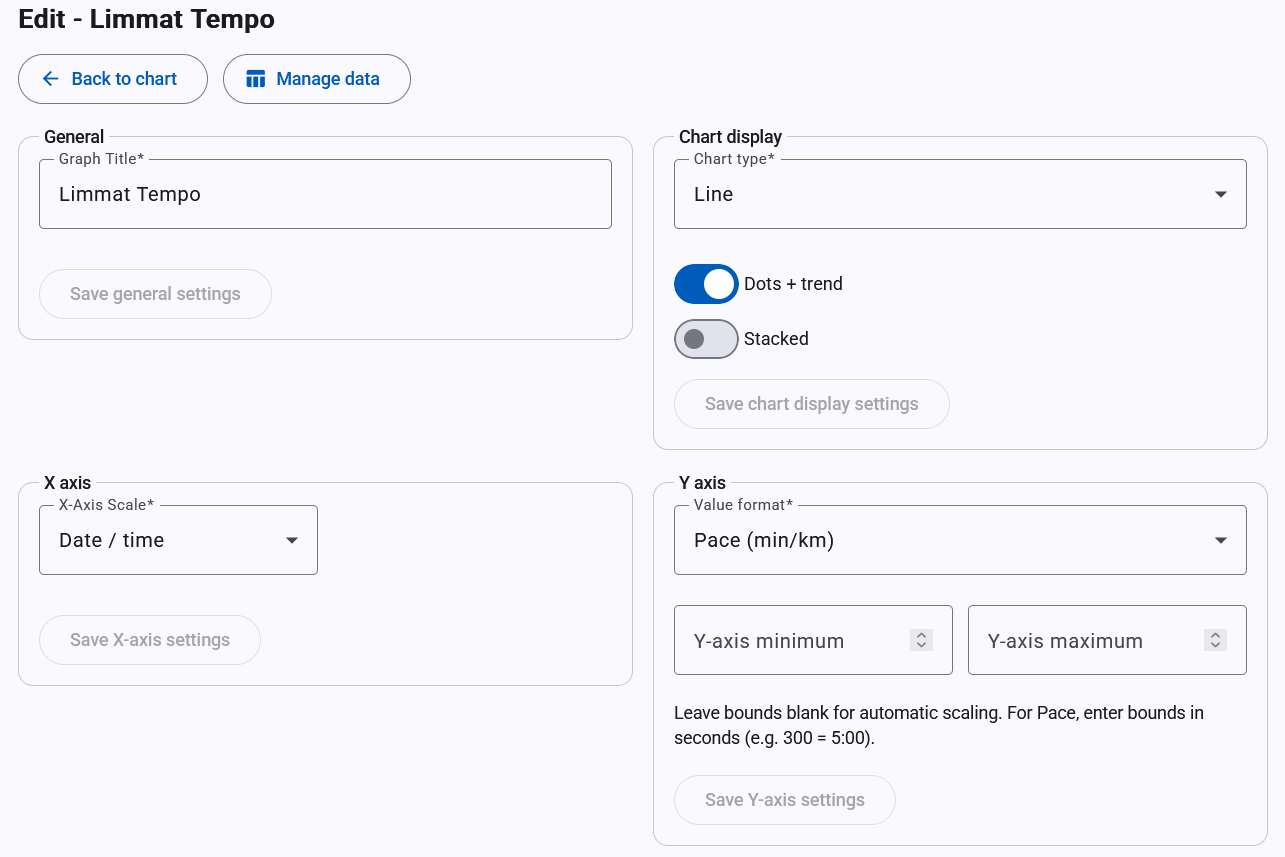 Edit - Limmat Tempo
Back to chart
Manage data
General
Graph Title*
Limmat Tempo
Save general settings
Chart display
Chart type*
Line
Dots + trend
Stacked
Save chart display settings
X axis
X-Axis Scale*
Date / time
Save X-axis settings
Y axis
Value format*
Pace (min/km)
Y-axis minimum
Y-axis maximum
Leave bounds blank for automatic scaling. For Pace, enter bounds in
seconds (e.g. 300 = 5:00).
Save Y-axis settings